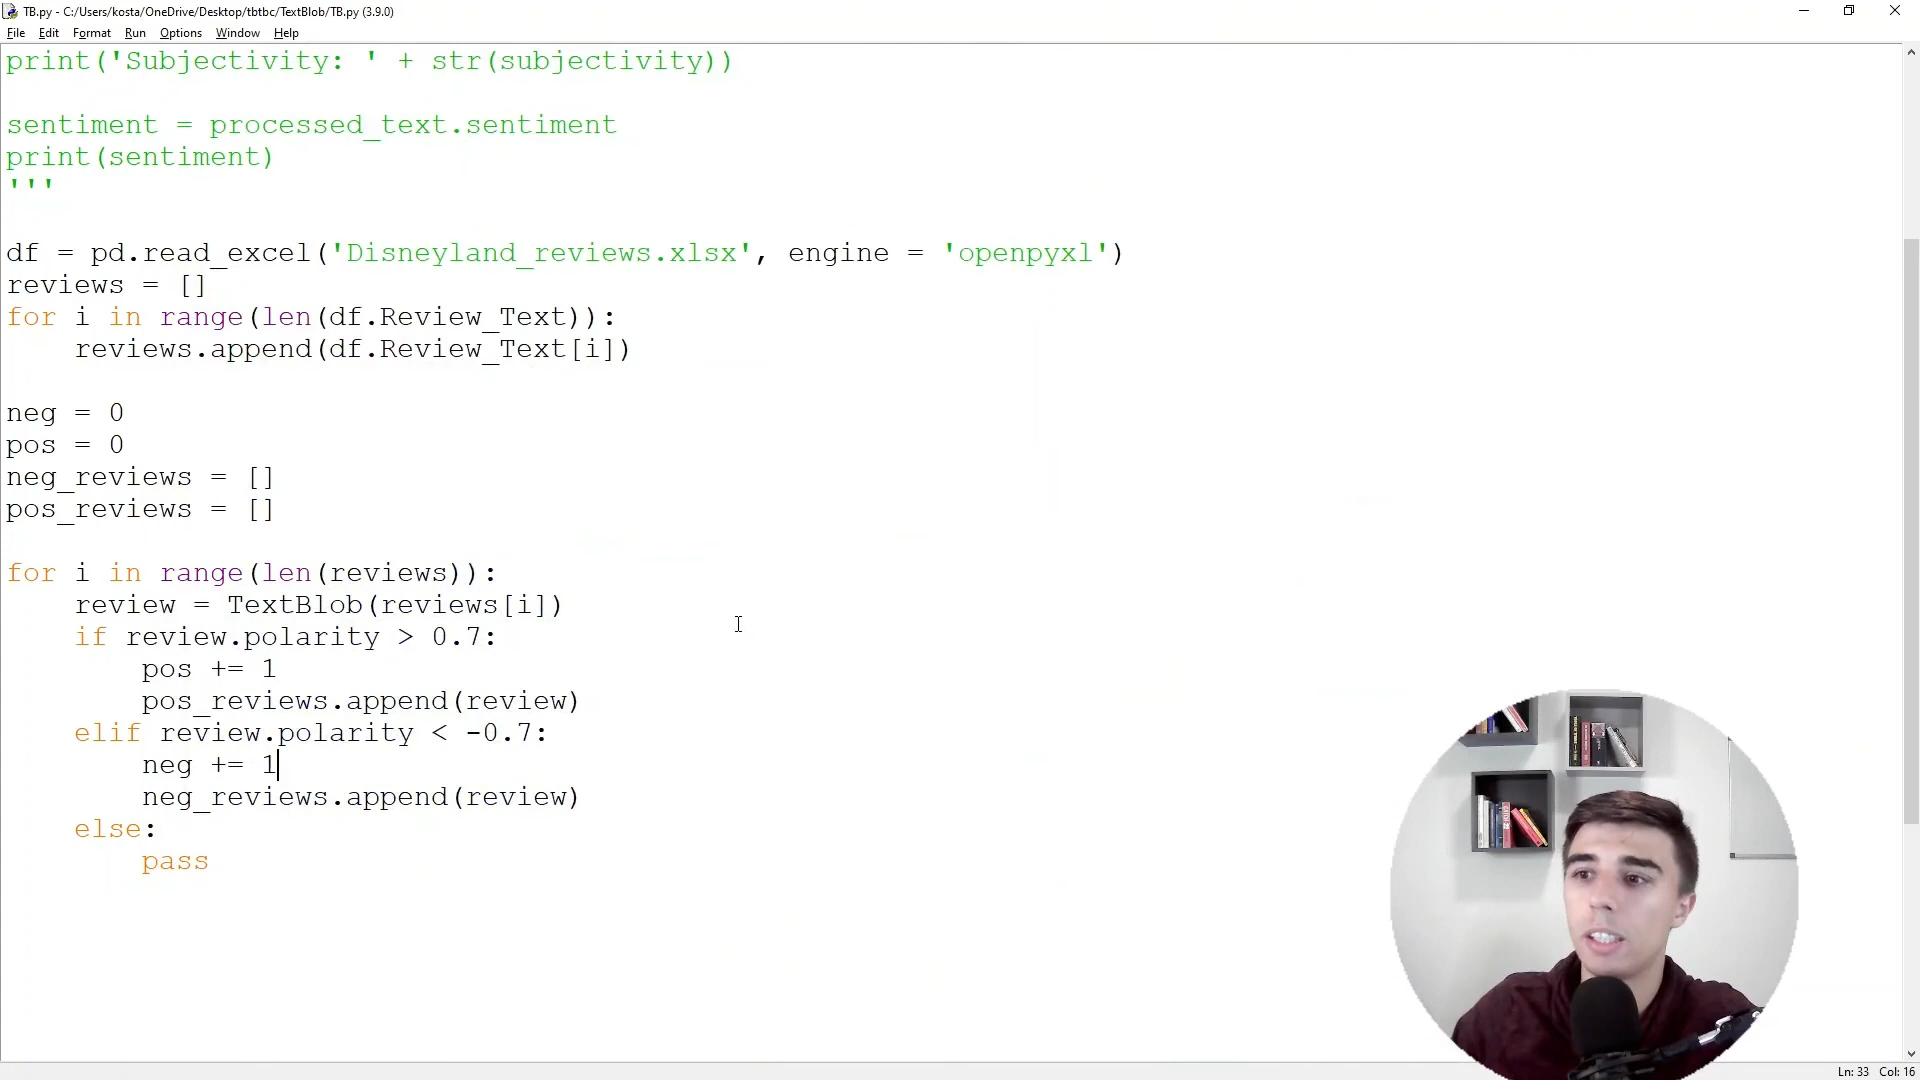 TB.py - C:/Users/kosta/OneDrive/Desktop/tbtbc/TextBlob/TB.py (3.9.0)
File Edit Format Run Options Window Help
print('Subjectivity: ' + str(subjectivity))
sentiment = processed_text.sentiment
print(sentiment)
'''
df = pd.read_excel('Disneyland_reviews.xlsx', engine = 'openpyxl')
reviews = []
for i in range(len(df.Review_Text)):
    reviews.append(df.Review_Text[i])
neg = 0
pos = 0
neg_reviews = []
pos_reviews = []
for i in range(len(reviews)):
    review = TextBlob(reviews[i])
    if review.polarity > 0.7:
        pos += 1
        pos_reviews.append(review)
    elif review.polarity < -0.7:
        neg += 1
        neg_reviews.append(review)
    else:
        pass
Ln: 33 Col: 16